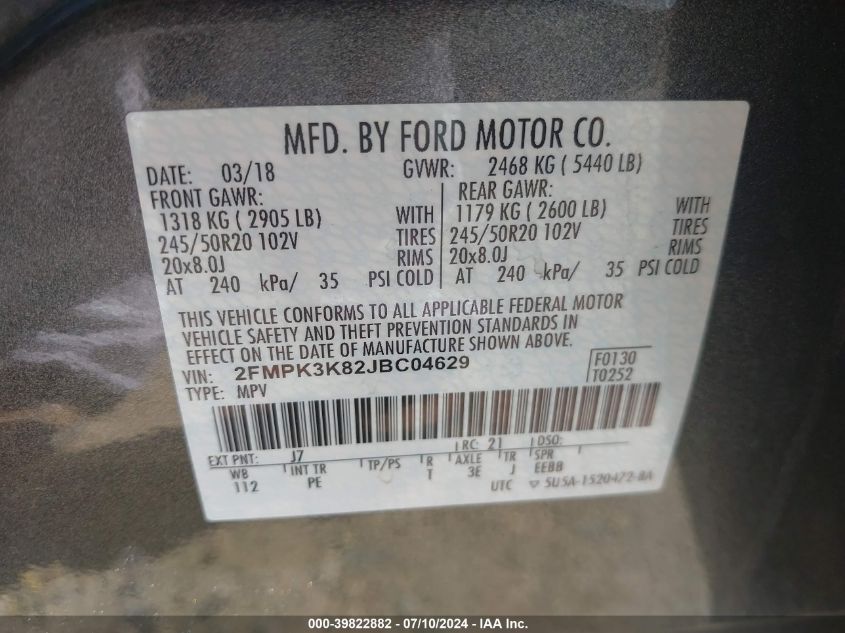 MFD. BY FORD MOTOR CO.
DATE: 03/18 GVWR: 2468 KG ( 5440 LB)
FRONT GAWR: REAR GAWR:
1318 KG ( 2905 LB) WITH 1179 KG ( 2600 LB) WITH
245/50R20 102V TIRES 245/50R20 102V TIRES
20x8.0J RIMS 20x8.0J RIMS
AT 240 kPa/ 35 PSI COLD AT 240 kPa/ 35 PSI COLD
THIS VEHICLE CONFORMS TO ALL APPLICABLE FEDERAL MOTOR
VEHICLE SAFETY AND THEFT PREVENTION STANDARDS IN
EFFECT ON THE DATE OF MANUFACTURE SHOWN ABOVE.
VIN: 2FMPK3K82JBC04629 F0130
TYPE: MPV T0252
EXT PNT: J7 RC: 21 DSO:
WB INT TR TP/PS R AXLE TR SPR
112 PE T 3E J EEBB
UTC ▽ 5U5A-1520472-BA
000-39822882 - 07/10/2024 - IAA Inc.